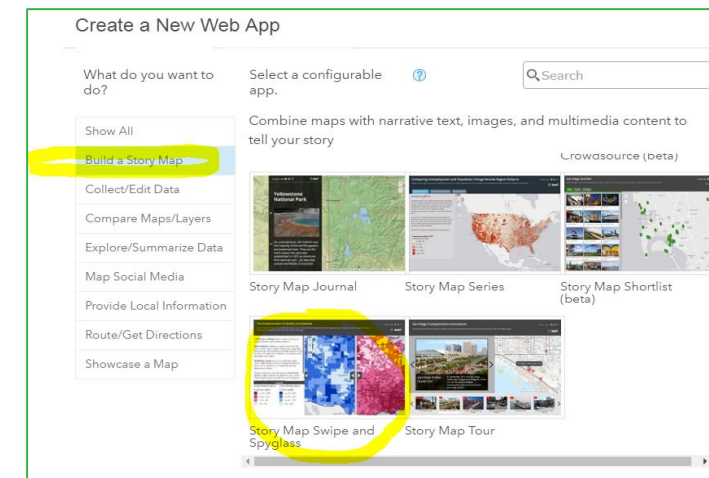 Create a New Web App
What do you want to
do?
Select a configurable
app.
?
Search
Show All
Build a Story Map
Collect/Edit Data
Compare Maps/Layers
Explore/Summarize Data
Map Social Media
Provide Local Information
Route/Get Directions
Showcase a Map
Combine maps with narrative text, images, and multimedia content to
tell your story
Crowdsource (beta)
Yellowstone
National Park
Story Map Journal
Story Map Series
Story Map Shortlist
(beta)
Story Map Swipe and
Spyglass
Story Map Tour